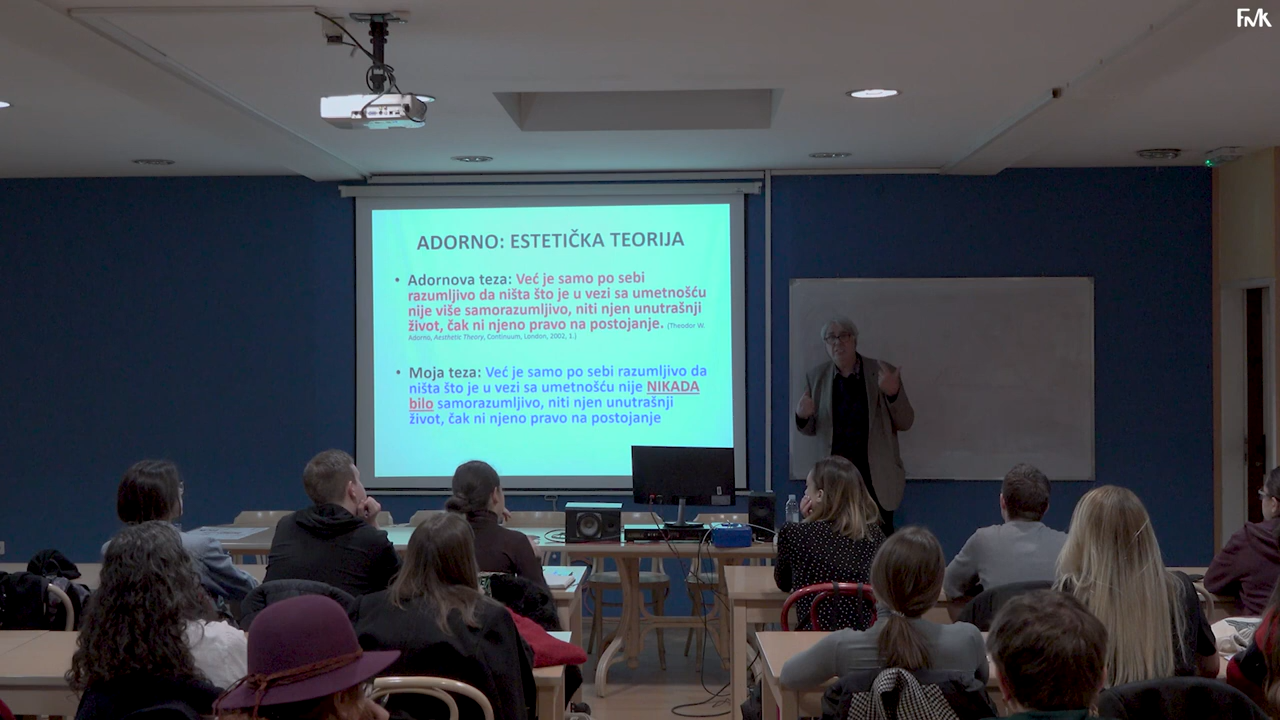 FMK
ADORNO: ESTETIČKA TEORIJA
• Adornova teza: Već je samo po sebi
razumljivo da ništa što je u vezi sa umetnošću
nije više samorazumljivo, niti njen unutrašnji
život, čak ni njeno pravo na postojanje. (Theodor W.
Adorno, Aesthetic Theory, Continuum, London, 2002, 1.)
• Moja teza: Već je samo po sebi razumljivo da
ništa što je u vezi sa umetnošću nije NIKADA
bilo samorazumljivo, niti njen unutrašnji
život, čak ni njeno pravo na postojanje